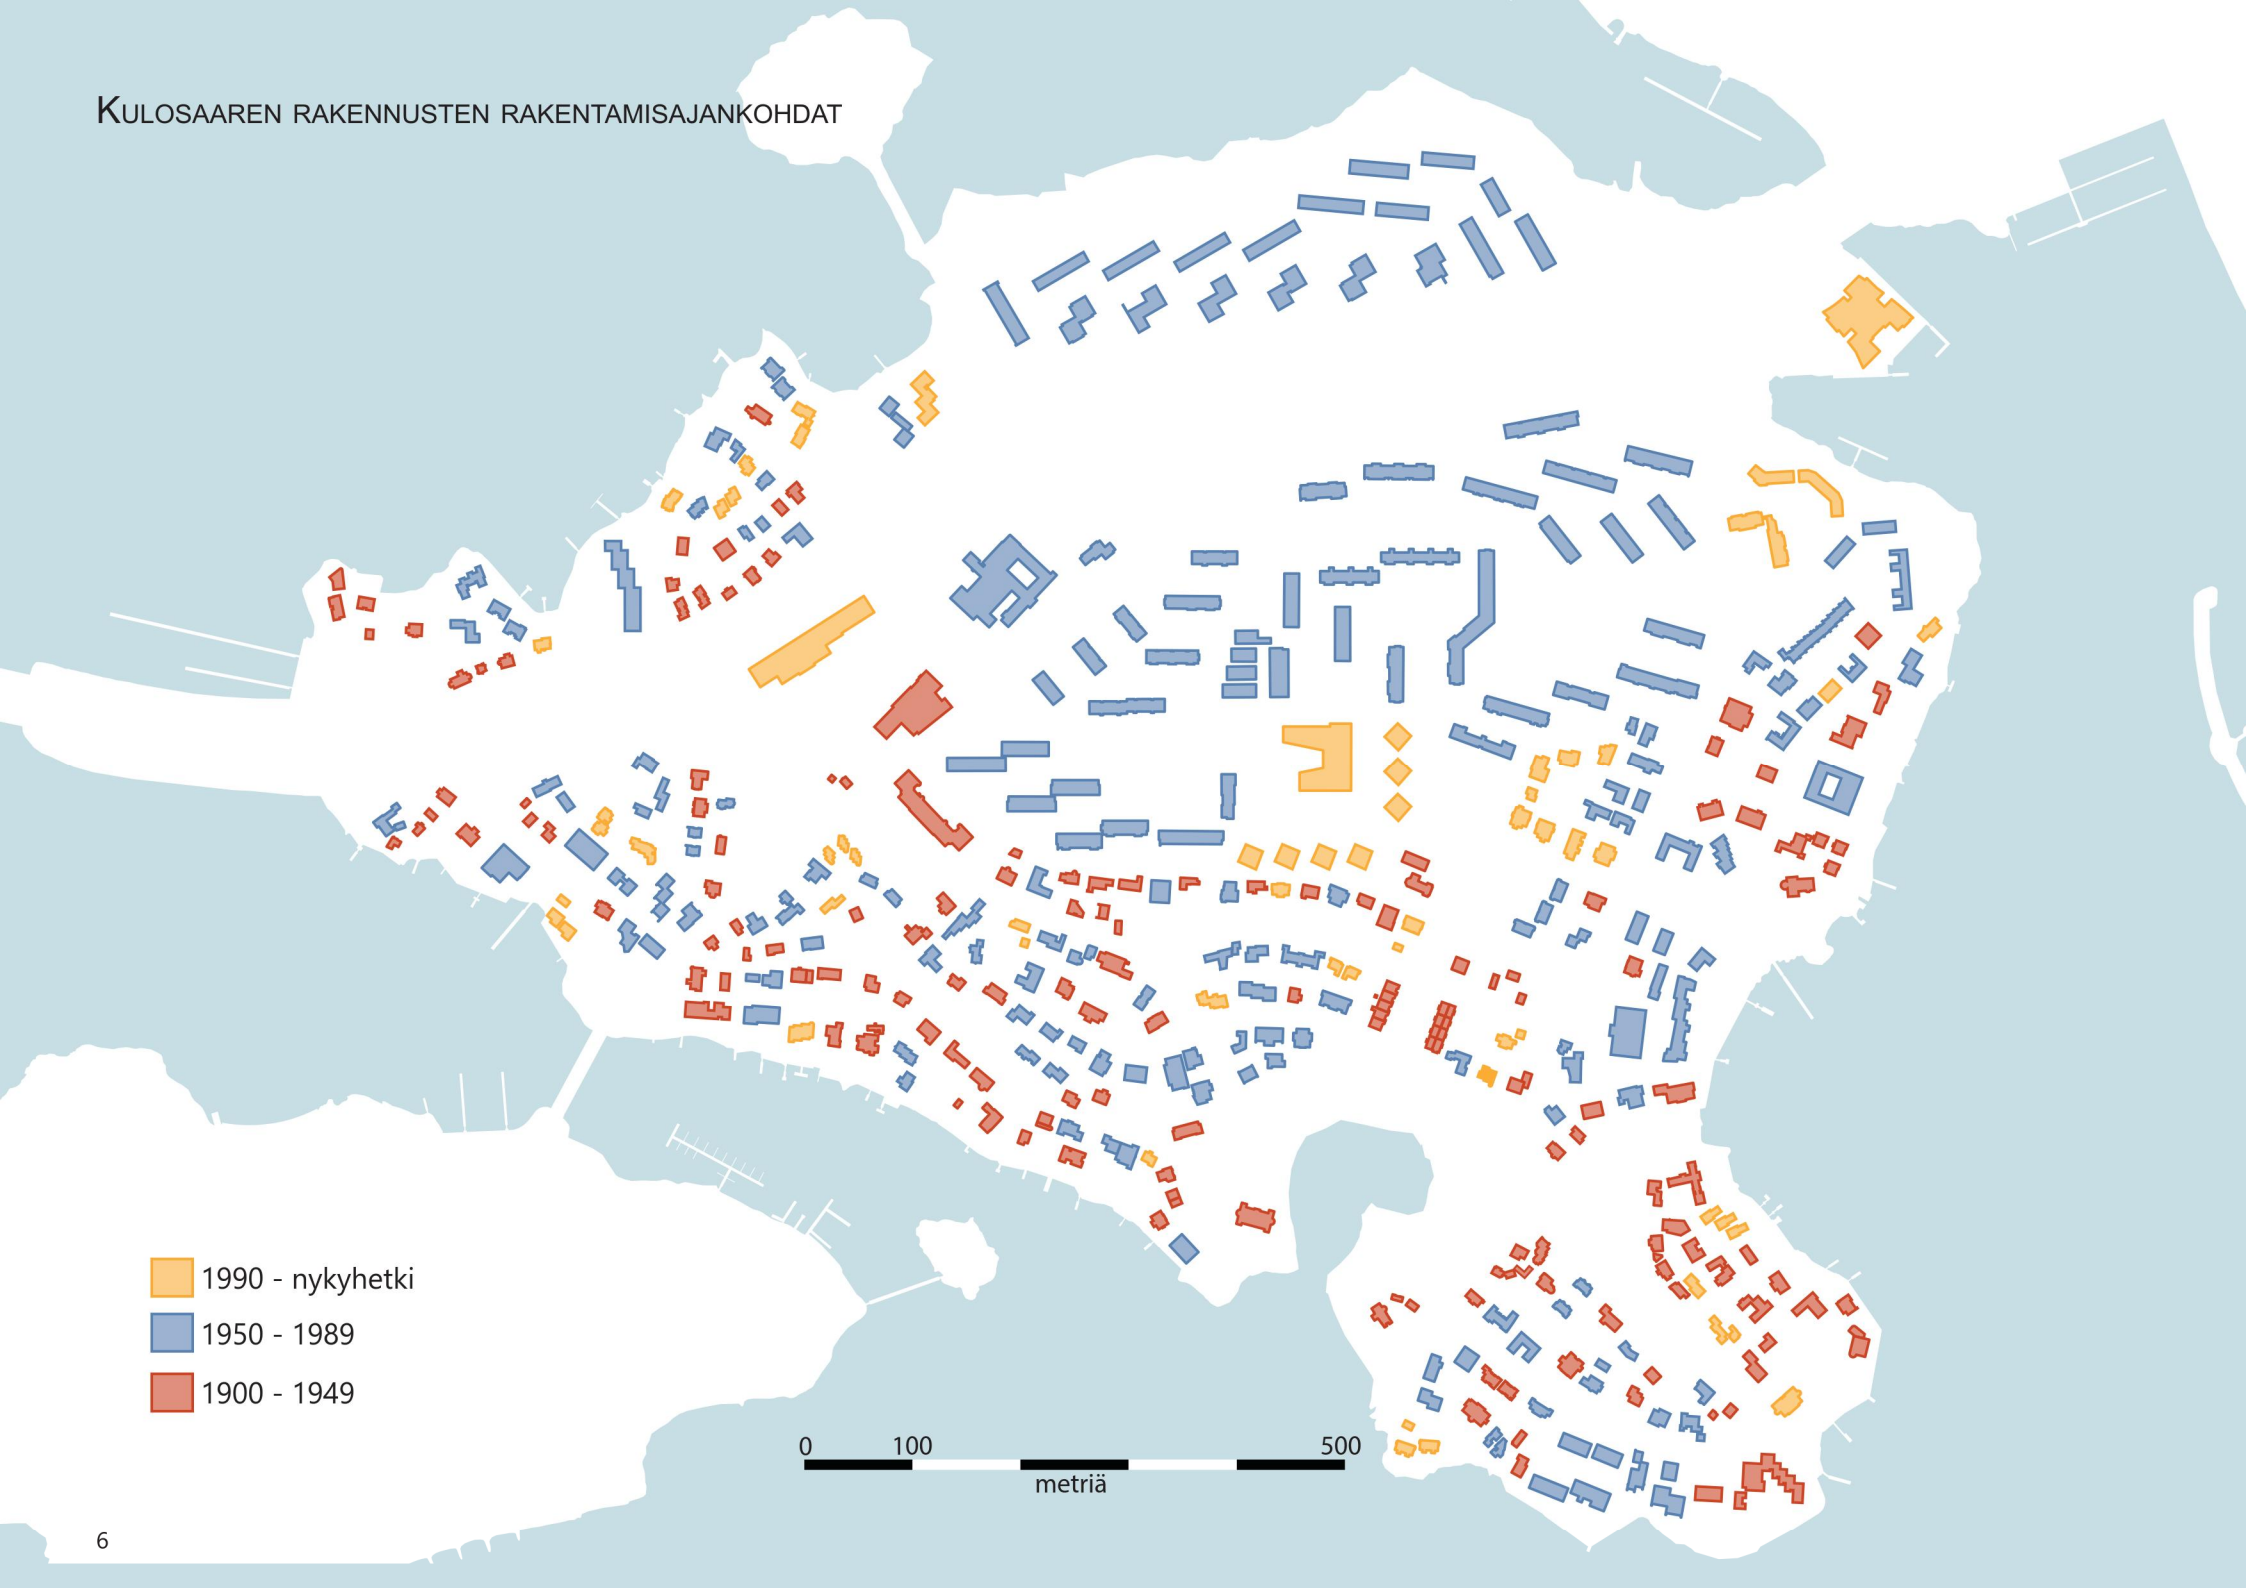 KULOSAAREN RAKENNUSTEN RAKENTAMISAJANKOHDAT
1990 - nykyhetki
1950 - 1989
1900 - 1949
0 100 500
metriä
6